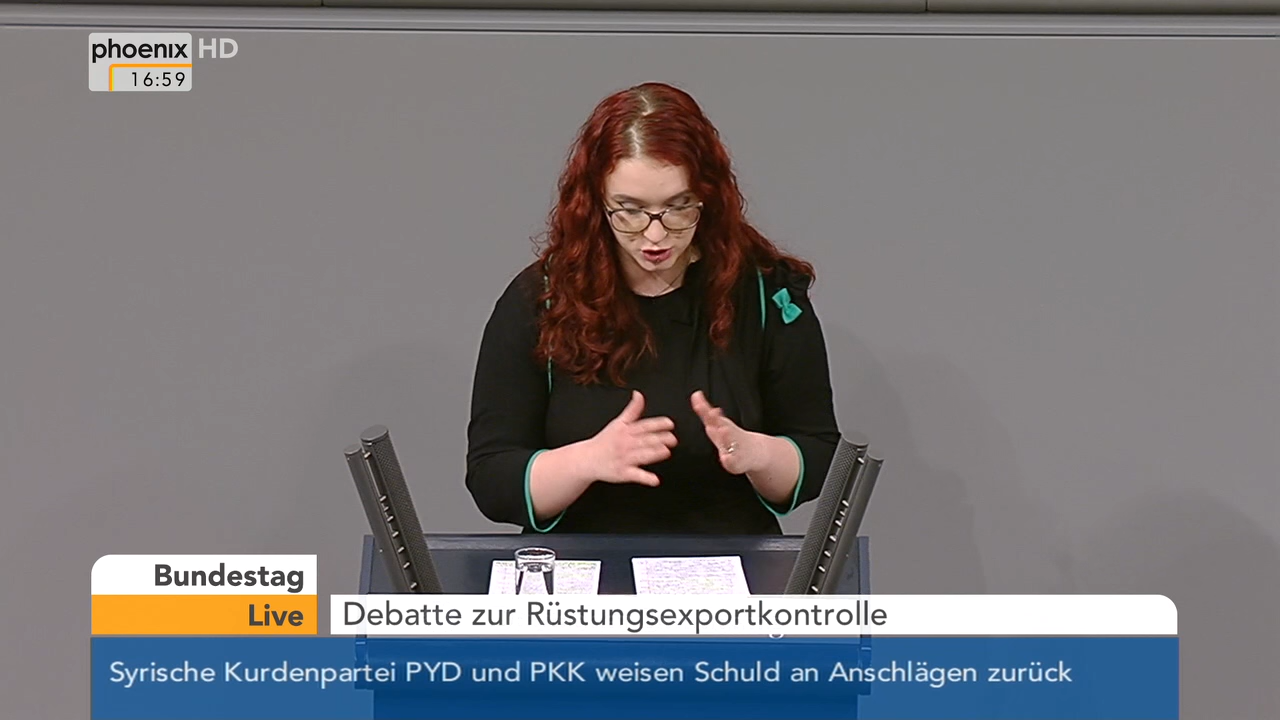 phoenix HD
16:59
Bundestag
Live
Debatte zur Rüstungsexportkontrolle
Syrische Kurdenpartei PYD und PKK weisen Schuld an Anschlägen zurück